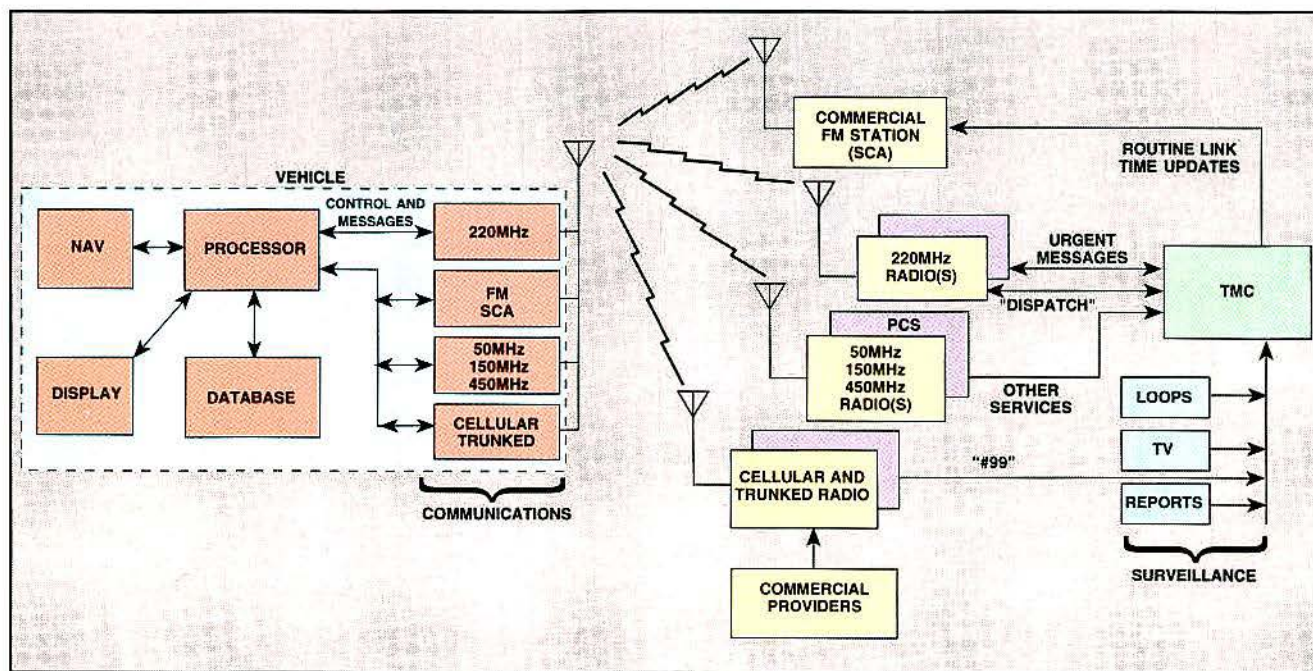 VEHICLE
NAV
PROCESSOR
CONTROL AND
MESSAGES
220MHz
FM
SCA
50MHz
150MHz
450MHz
CELLULAR
TRUNKED
DISPLAY
DATABASE
COMMUNICATIONS
COMMERCIAL
FM STATION
(SCA)
ROUTINE LINK
TIME UPDATES
220MHz
RADIO(S)
URGENT
MESSAGES
"DISPATCH"
TMC
PCS
50MHz
150MHz
450MHz
RADIO(S)
OTHER
SERVICES
CELLULAR AND
TRUNKED RADIO
"#99"
COMMERCIAL
PROVIDERS
LOOPS
TV
REPORTS
SURVEILLANCE